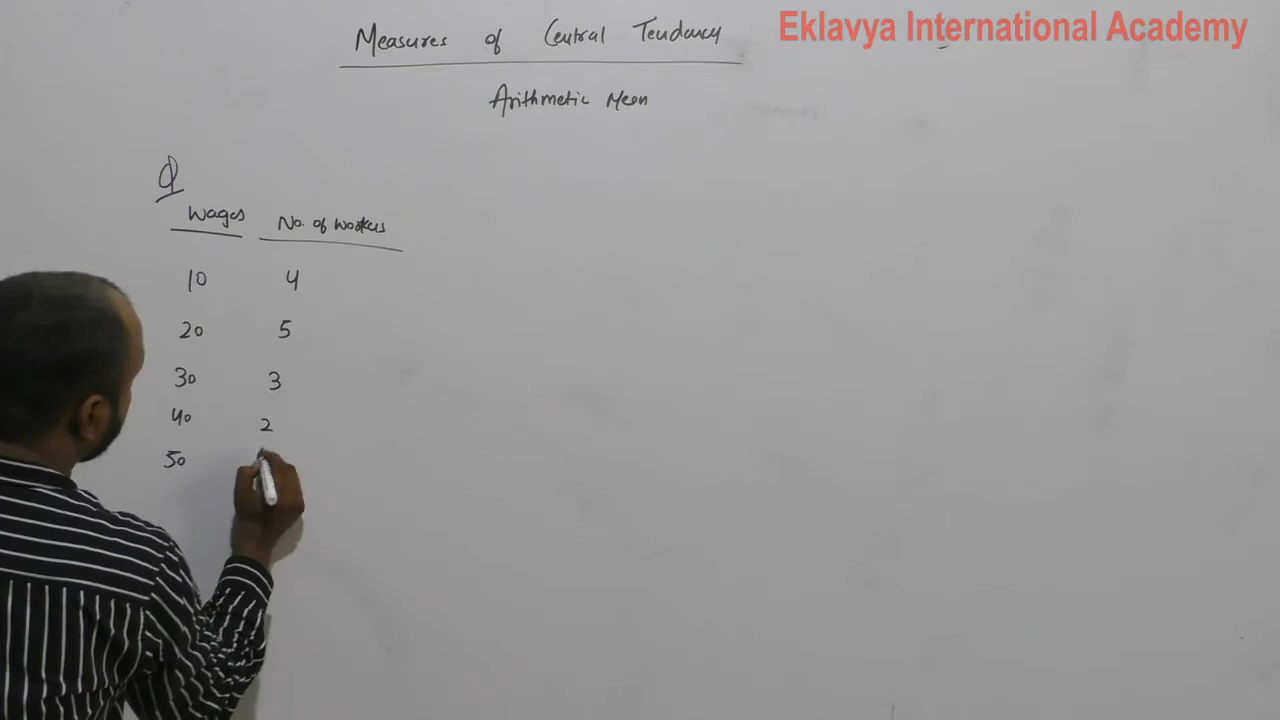 Eklavya International Academy
Measures of Central Tendancy
Arithmetic Mean
Q
Wages No. of workers
10 4
20 5
30 3
40 2
50